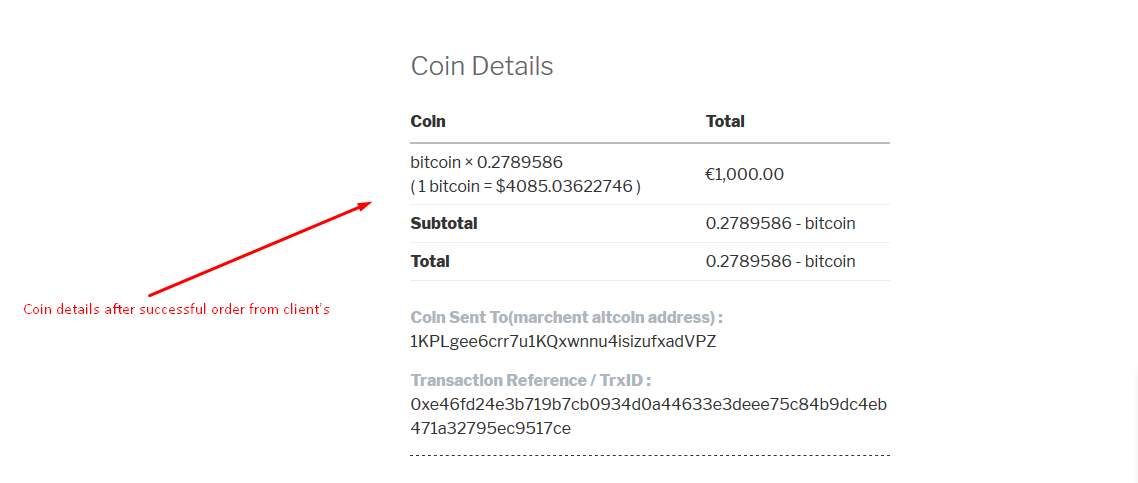 Coin Details
Coin Total
bitcoin × 0.2789586
( 1 bitcoin = $4085.03622746 )
€1,000.00
Subtotal 0.2789586 - bitcoin
Total 0.2789586 - bitcoin
Coin details after successful order from client's
Coin Sent To(marchent altcoin address) :
1KPLgee6crr7u1KQxwnnu4isizufxadVPZ
Transaction Reference / TrxID :
0xe46fd24e3b719b7cb0934d0a44633e3deee75c84b9dc4eb
471a32795ec9517ce